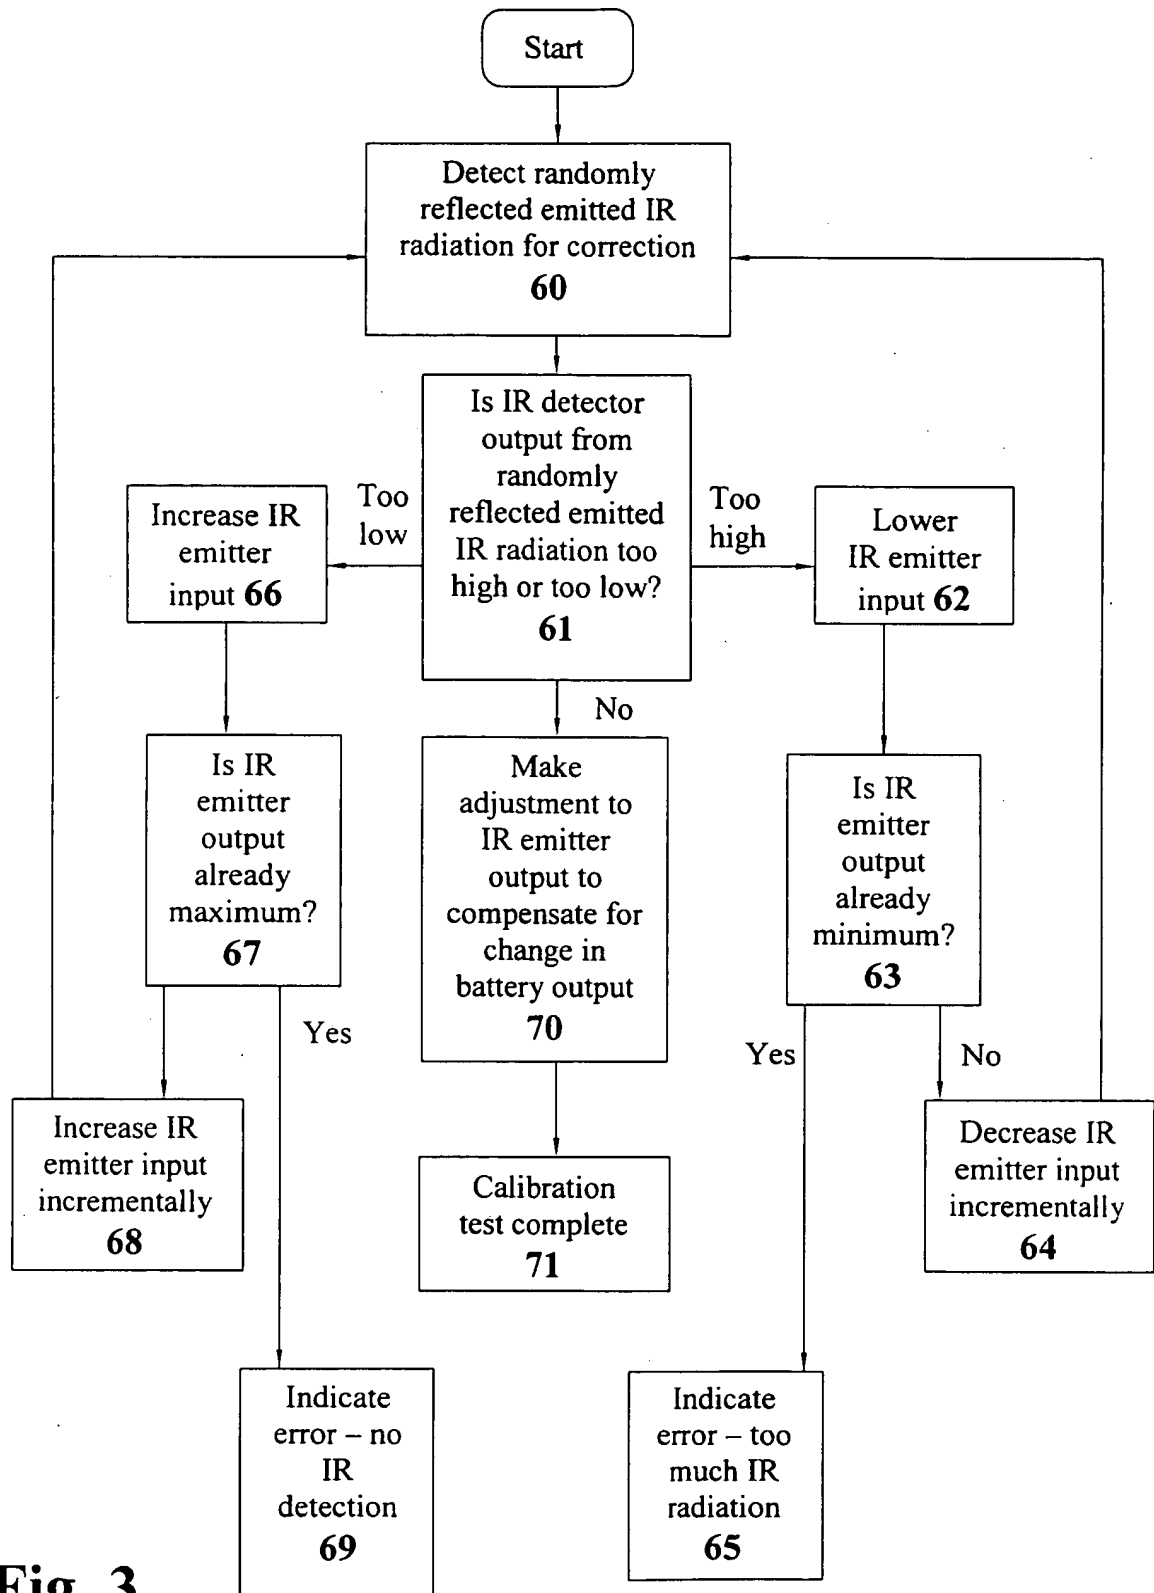 Start
Detect randomly
reflected emitted IR
radiation for correction
60
Is IR detector
output from
randomly
reflected emitted
IR radiation too
high or too low?
61
Too
low
Too
high
Increase IR
emitter
input 66
Lower
IR emitter
input 62
No
Is IR
emitter
output
already
maximum?
67
Make
adjustment to
IR emitter
output to
compensate for
change in
battery output
70
Is IR
emitter
output
already
minimum?
63
Yes
Yes
No
Increase IR
emitter input
incrementally
68
Calibration
test complete
71
Decrease IR
emitter input
incrementally
64
Indicate
error – no
IR
detection
69
Indicate
error – too
much IR
radiation
65
Fig. 3